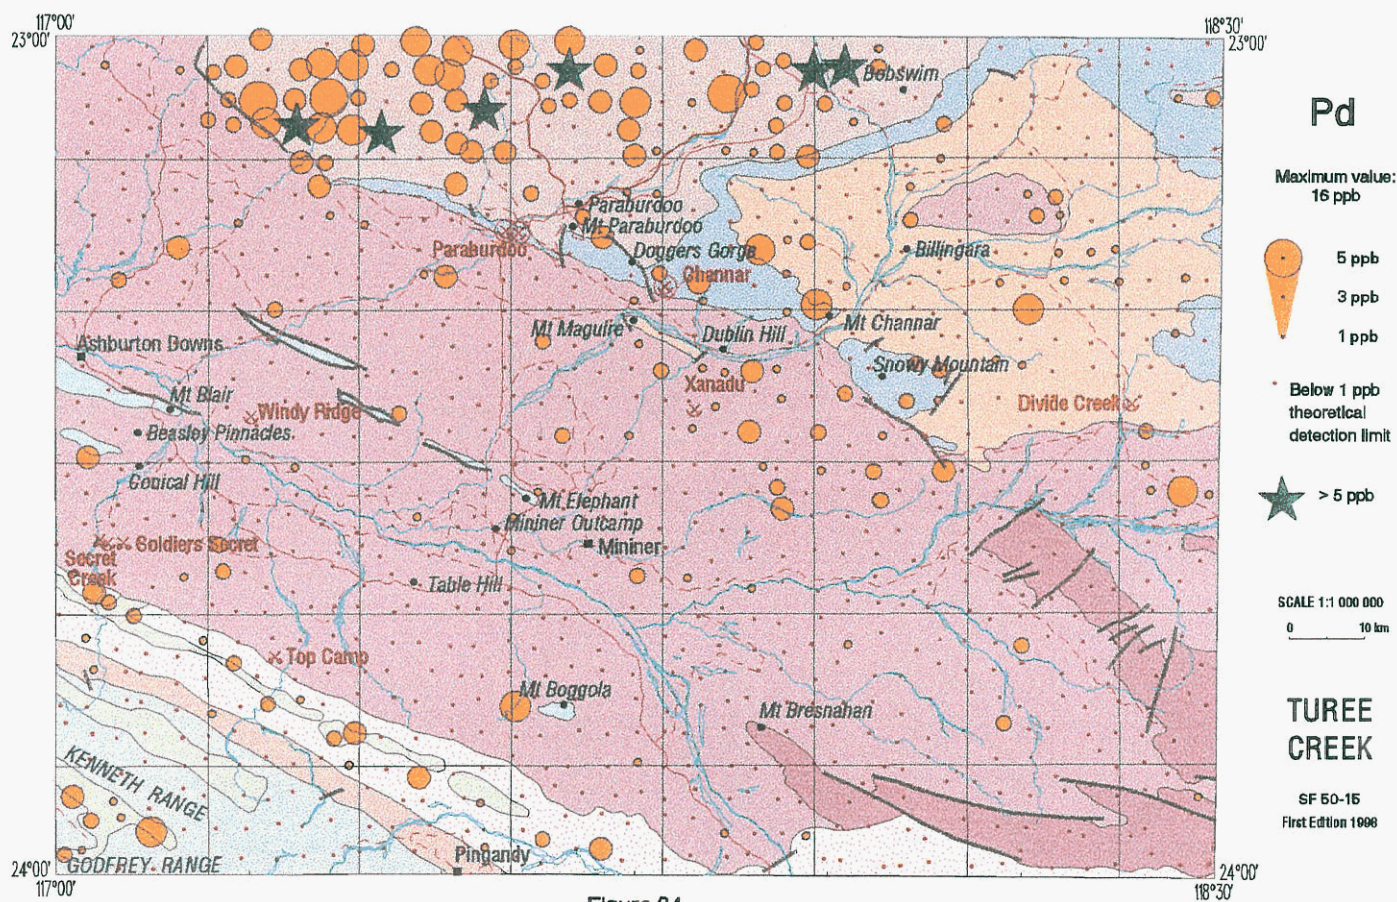 117°00'
23°00'
118°30'
23°00'
Bobswim
Paraburdoo
Mt Paraburdoo
Paraburdoo
Doggers Gorge
Channar
Billingara
Mt Maguire
Dublin Hill
Mt Channar
Ashburton Downs
Snowy Mountain
Xanadu
Mt Blair
Windy Ridge
Divide Creek
Beasley Pinnacles
Conical Hill
Mt Elephant
Mininer Outcamp
Mininer
Soldiers Secret
Secret
Creek
Table Hill
Top Camp
Mt Boggola
Mt Bresnahan
KENNETH RANGE
GODFREY RANGE
Pingandy
24°00'
117°00'
24°00'
118°30'
Pd
Maximum value:
16 ppb
5 ppb
3 ppb
1 ppb
Below 1 ppb
theoretical
detection limit
> 5 ppb
SCALE 1:1 000 000
0 10 km
TUREE
CREEK
SF 50-15
First Edition 1998